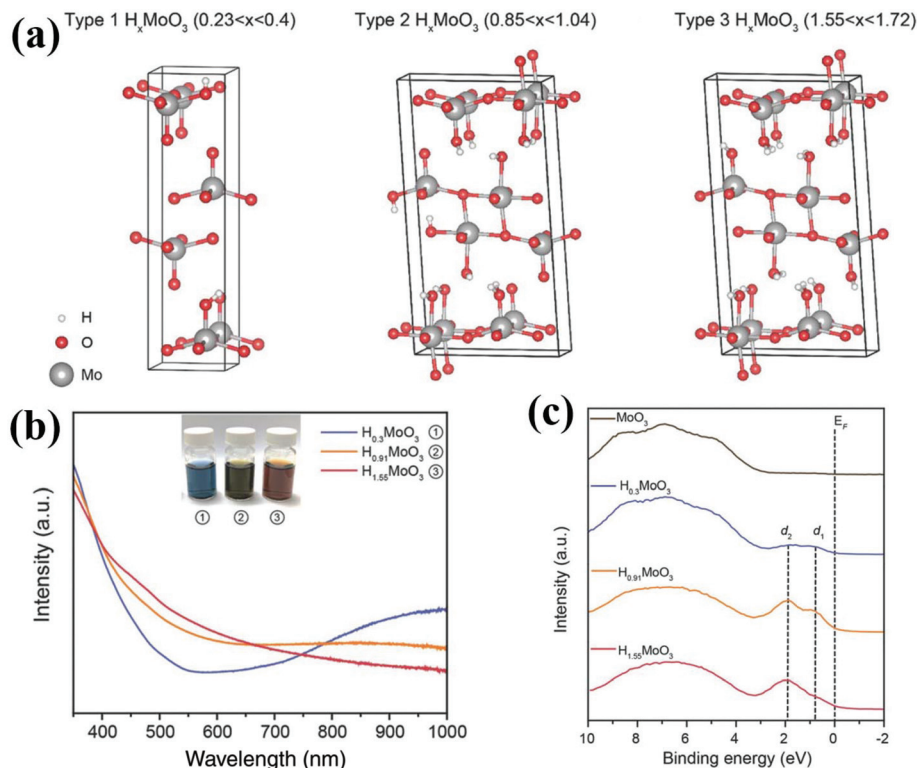 (a)
Type 1 HₓMoO₃ (0.23<x<0.4)
Type 2 HₓMoO₃ (0.85<x<1.04)
Type 3 HₓMoO₃ (1.55<x<1.72)
H
O
Mo
(b)
H₀.₃MoO₃ ①
H₀.₉₁MoO₃ ②
H₁.₅₅MoO₃ ③
① ② ③
Intensity (a.u.)
400 500 600 700 800 900 1000
Wavelength (nm)
(c)
MoO₃
E_F
H₀.₃MoO₃
d₂ d₁
H₀.₉₁MoO₃
H₁.₅₅MoO₃
Intensity (a.u.)
10 8 6 4 2 0 -2
Binding energy (eV)